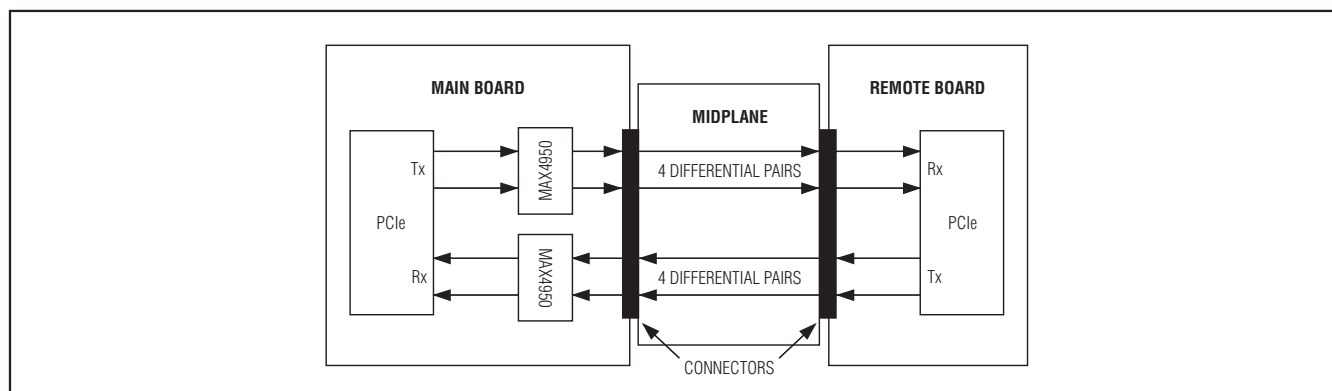 MAIN BOARD
MIDPLANE
REMOTE BOARD
Tx
MAX4950
4 DIFFERENTIAL PAIRS
Rx
PCIe
PCIe
Rx
MAX4950
4 DIFFERENTIAL PAIRS
Tx
CONNECTORS